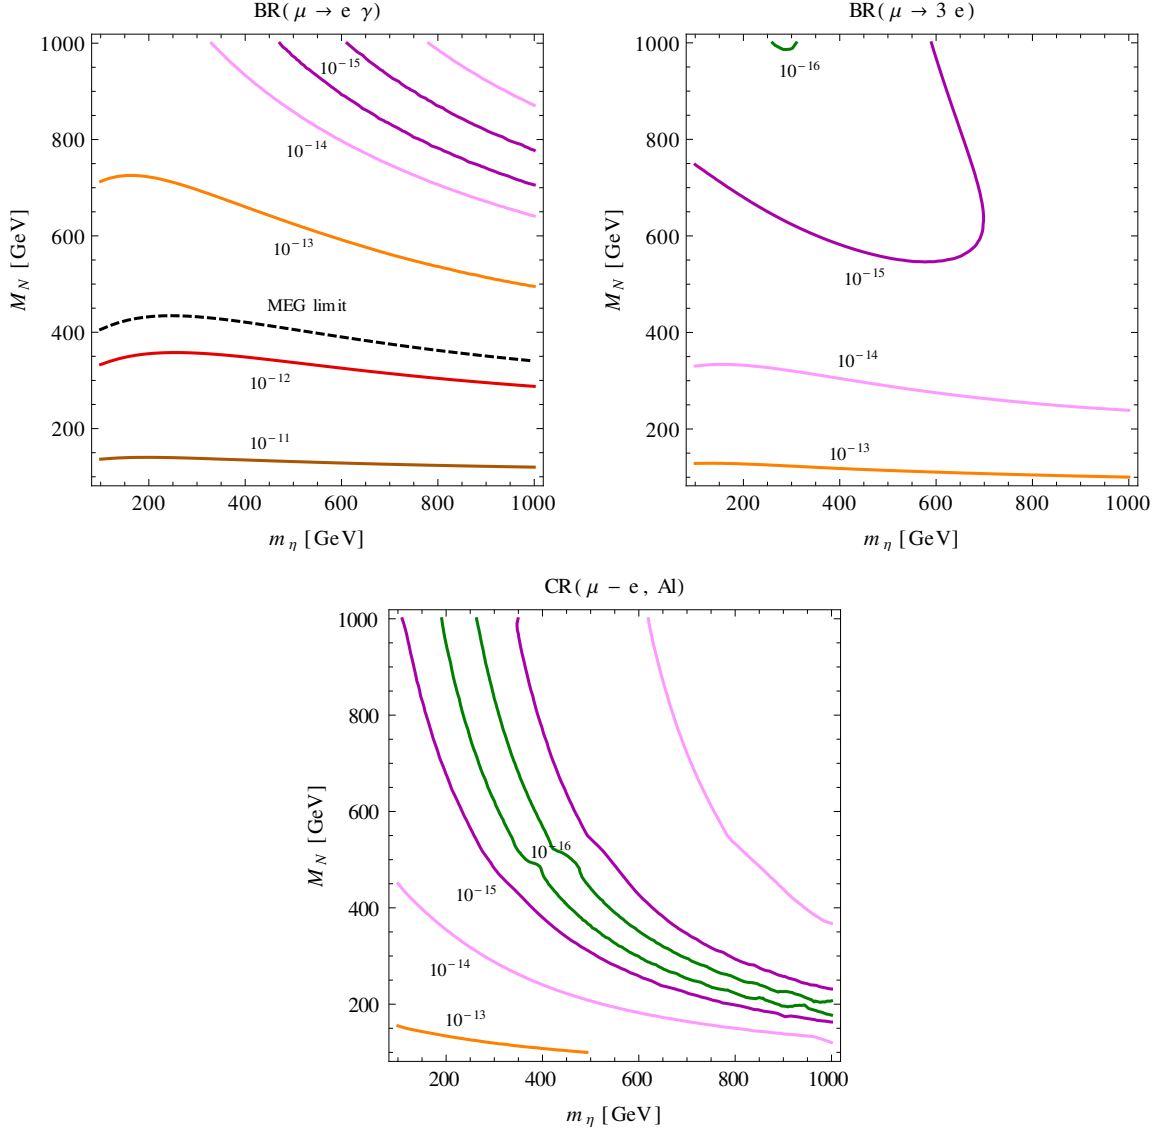 BR( μ → e γ)
1000
800
600
400
200
M_N [GeV]
10^-15
10^-14
10^-13
MEG limit
10^-12
10^-11
200 400 600 800 1000
m_η [GeV]
BR( μ → 3 e)
1000
800
600
400
200
M_N [GeV]
10^-16
10^-15
10^-14
10^-13
200 400 600 800 1000
m_η [GeV]
CR( μ − e , Al)
1000
800
600
400
200
M_N [GeV]
10^-16
10^-15
10^-14
10^-13
200 400 600 800 1000
m_η [GeV]